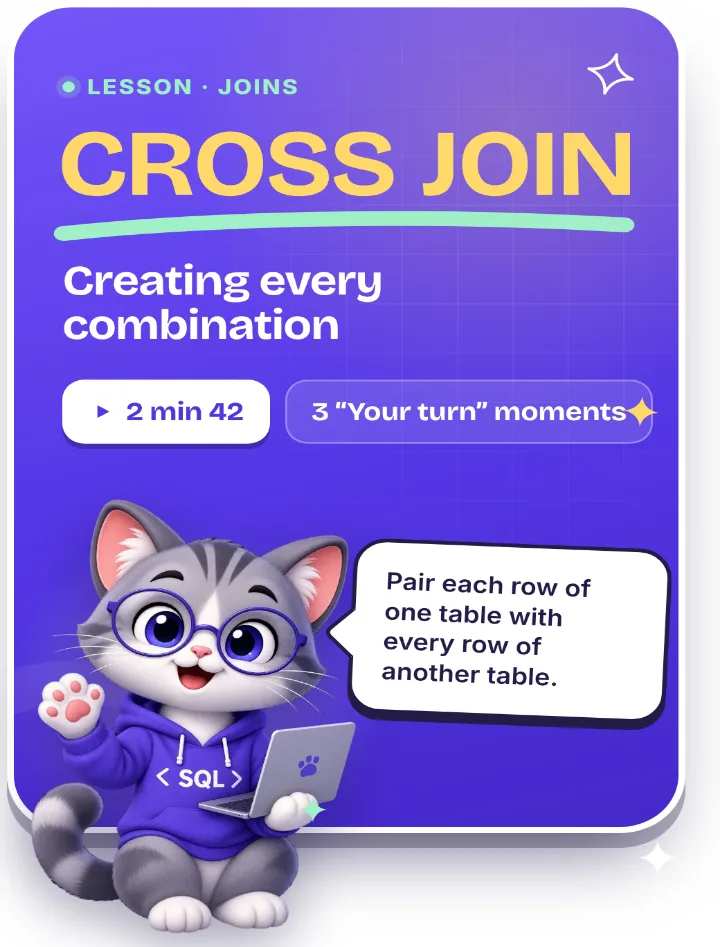 LESSON · JOINS
CROSS JOIN
Creating every
combination
2 min 42
3 “Your turn” moments
Pair each row of
one table with
every row of
another table.
< SQL >